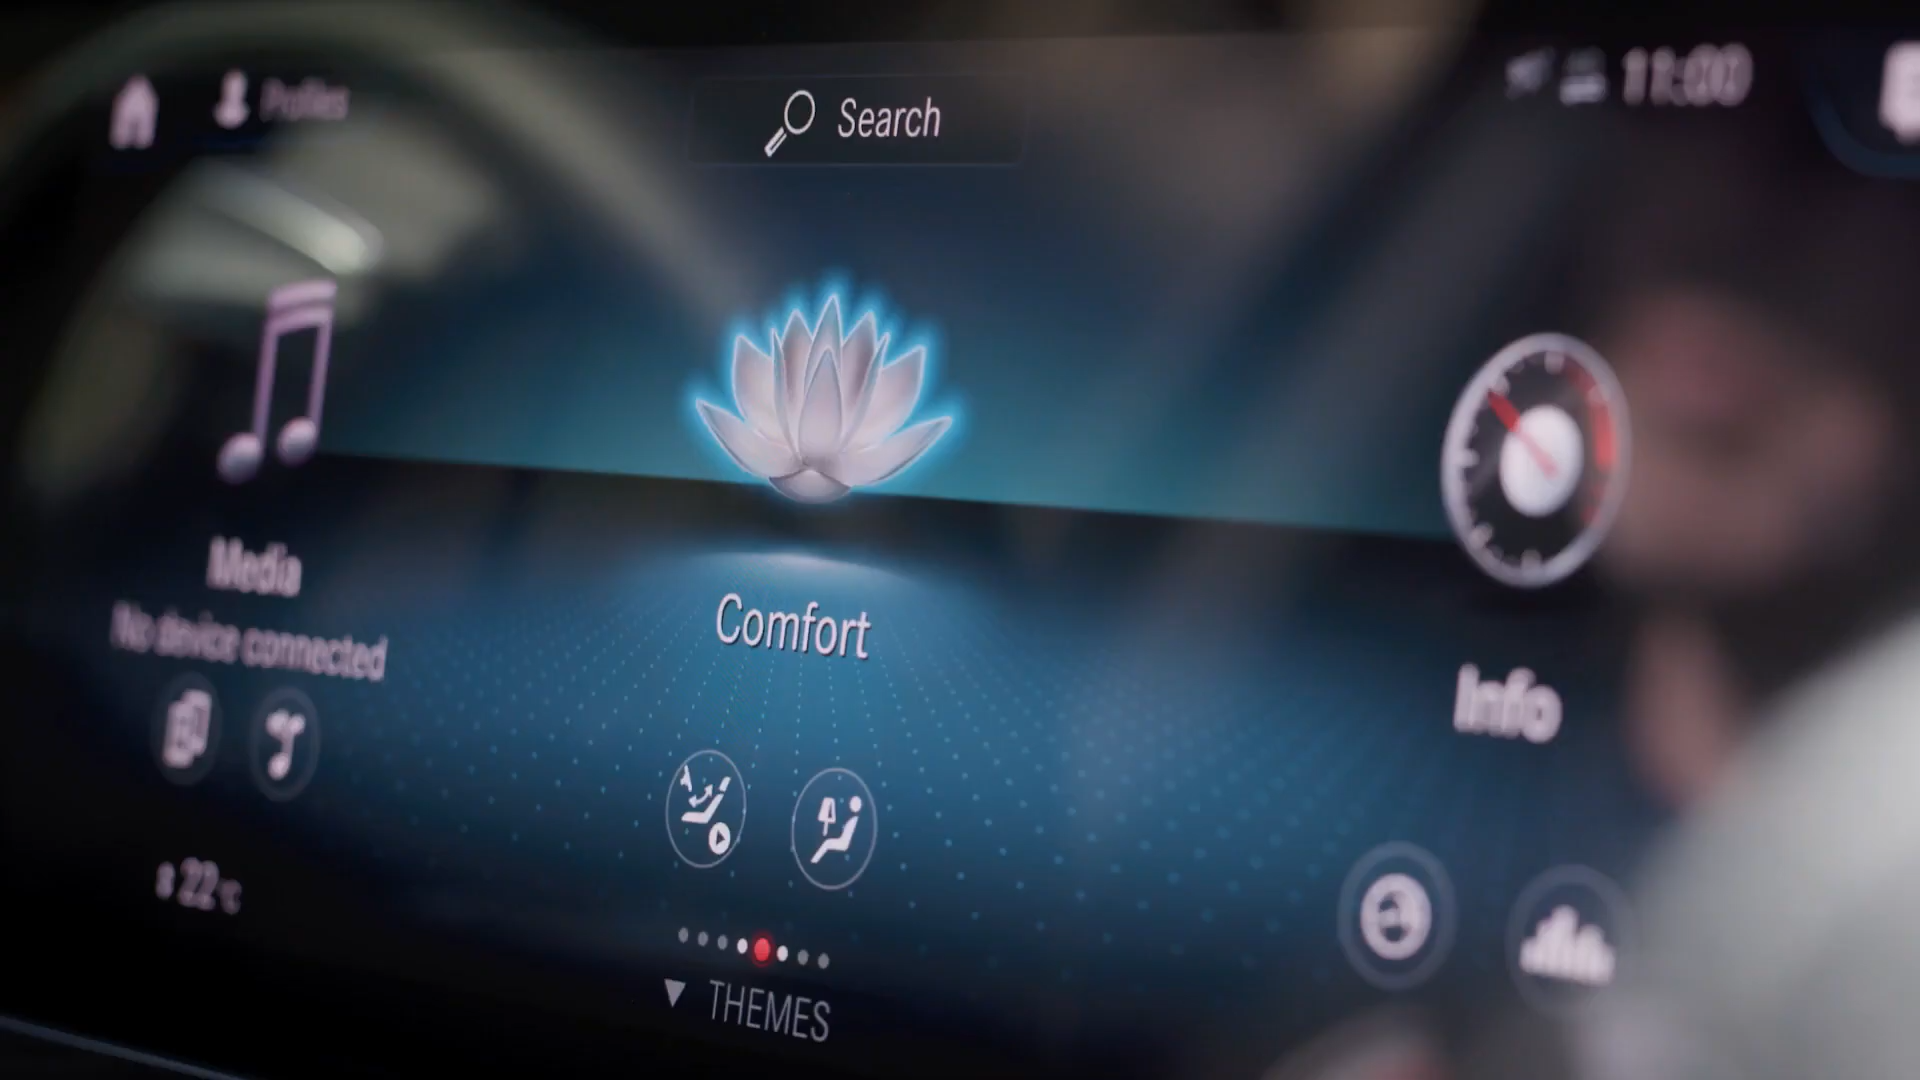 Profiles
Search
11:00
Media
No device connected
Comfort
Info
22°C
THEMES